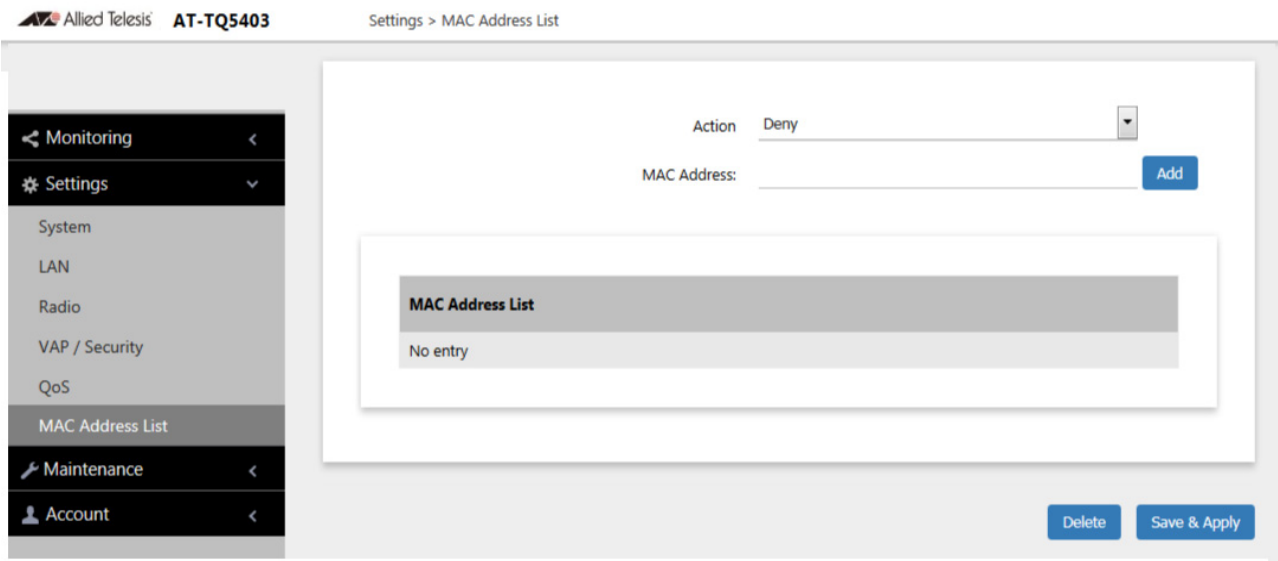 Allied Telesis AT-TQ5403 Settings > MAC Address List
Monitoring
Settings
System
LAN
Radio
VAP / Security
QoS
MAC Address List
Maintenance
Account
Action Deny
MAC Address: Add
MAC Address List
No entry
Delete Save & Apply